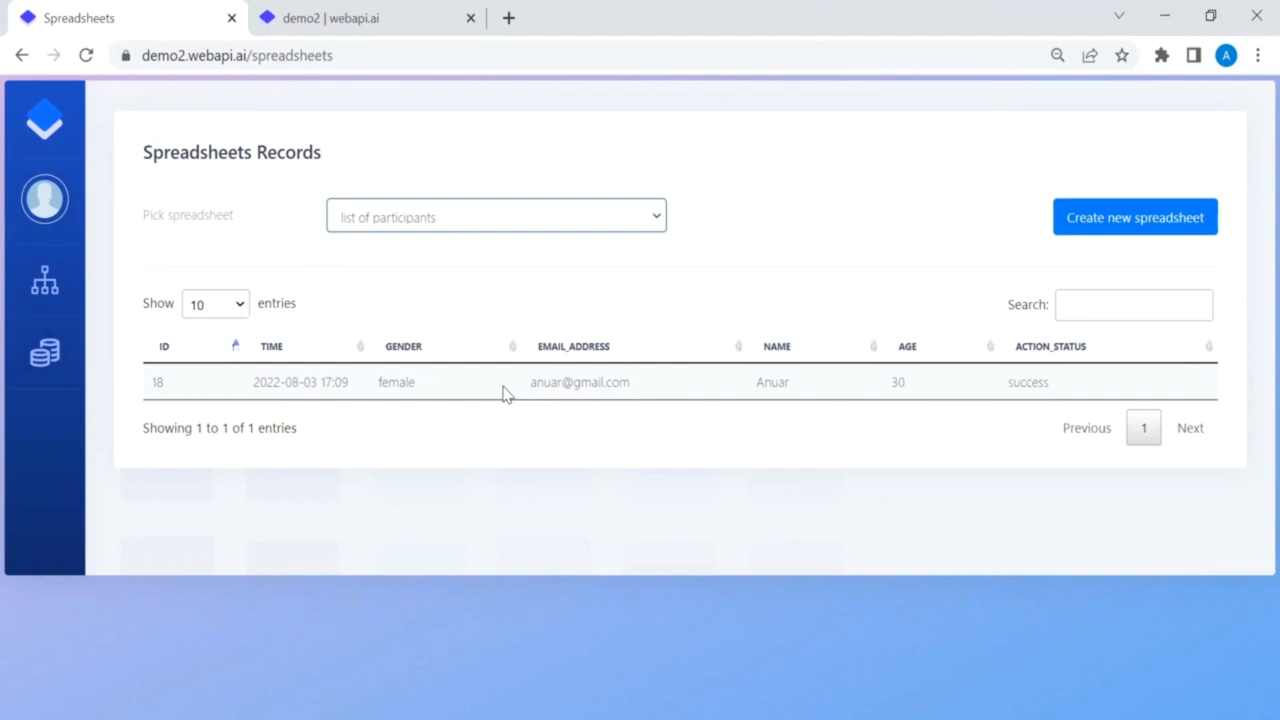 Spreadsheets
demo2 | webapi.ai
demo2.webapi.ai/spreadsheets
A
Spreadsheets Records
Pick spreadsheet
list of participants
Create new spreadsheet
Show 10 entries
Search:
ID TIME GENDER EMAIL_ADDRESS NAME AGE ACTION_STATUS
18 2022-08-03 17:09 female anuar@gmail.com Anuar 30 success
Showing 1 to 1 of 1 entries
Previous 1 Next